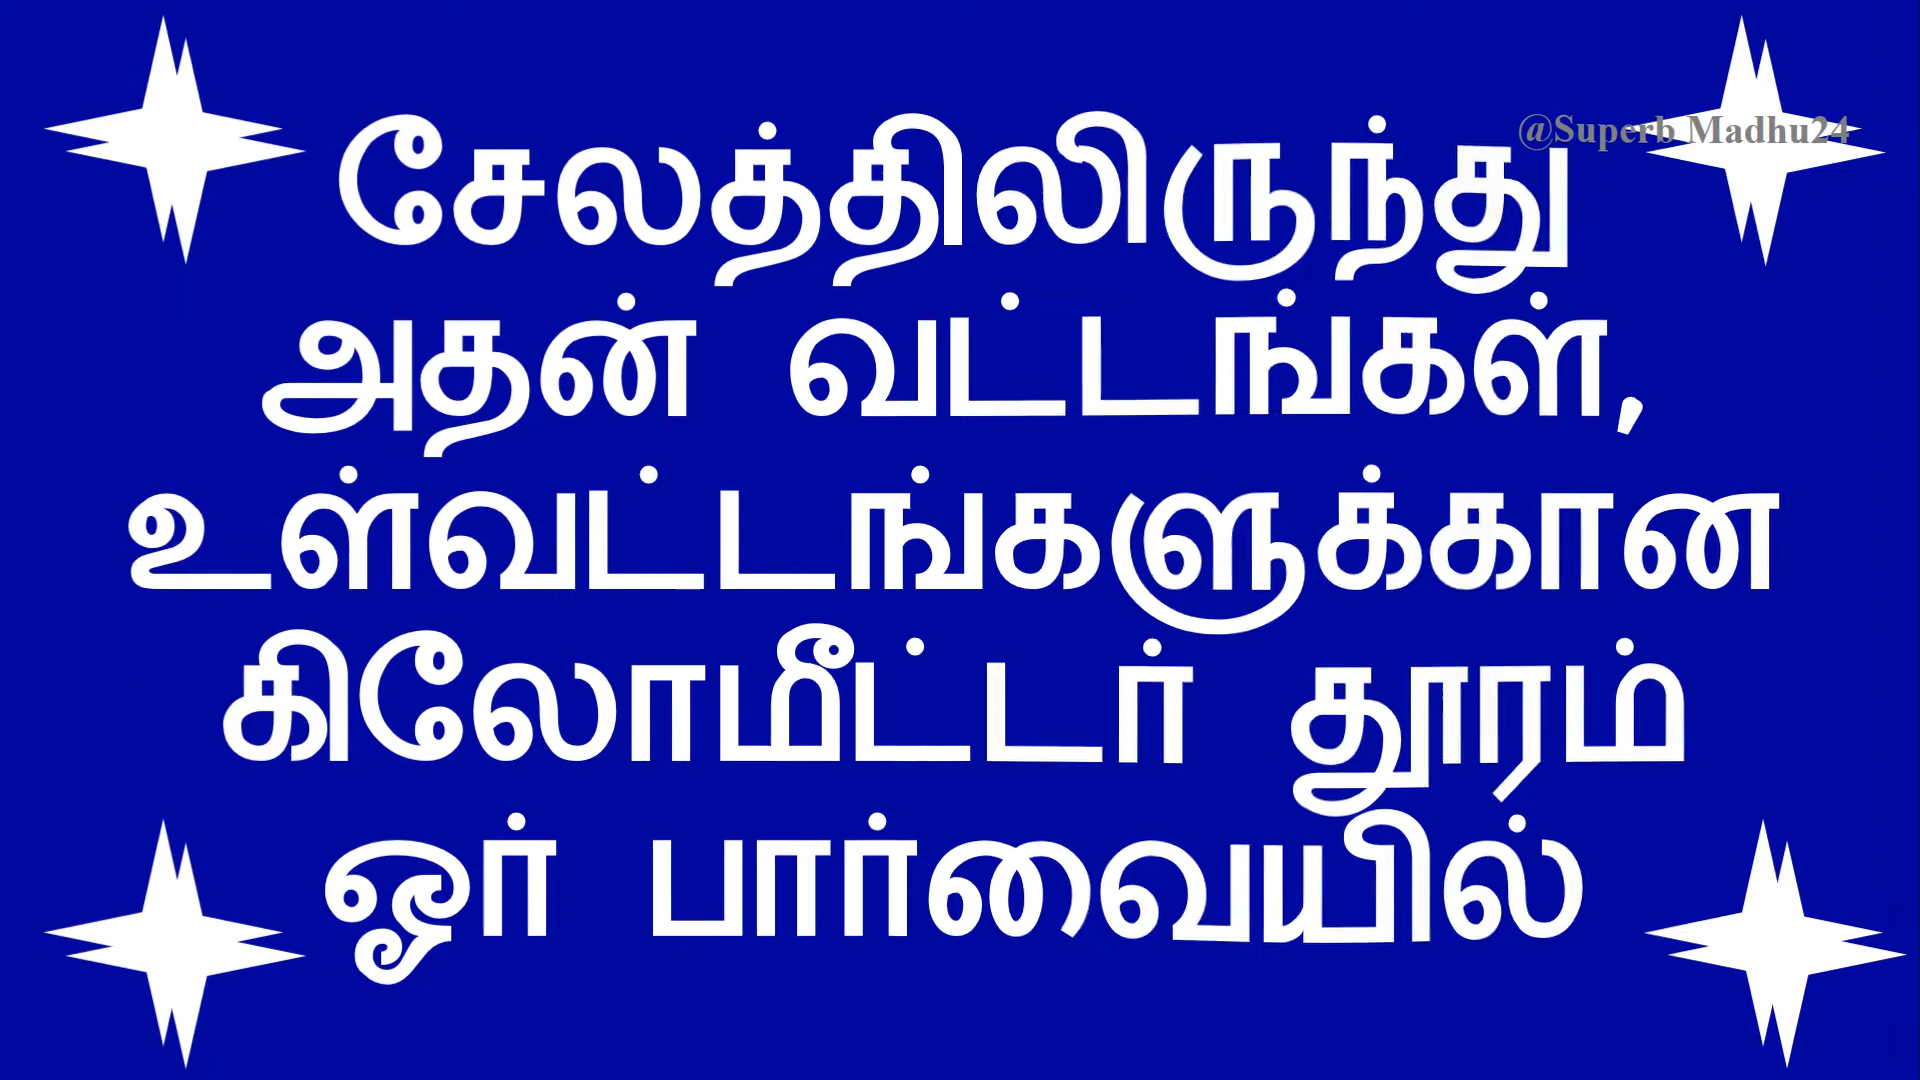 @Superb Madhu24
சேலத்திலிருந்து
அதன் வட்டங்கள்,
உள்வட்டங்களுக்கான
கிலோமீட்டர் தூரம்
ஓர் பார்வையில்